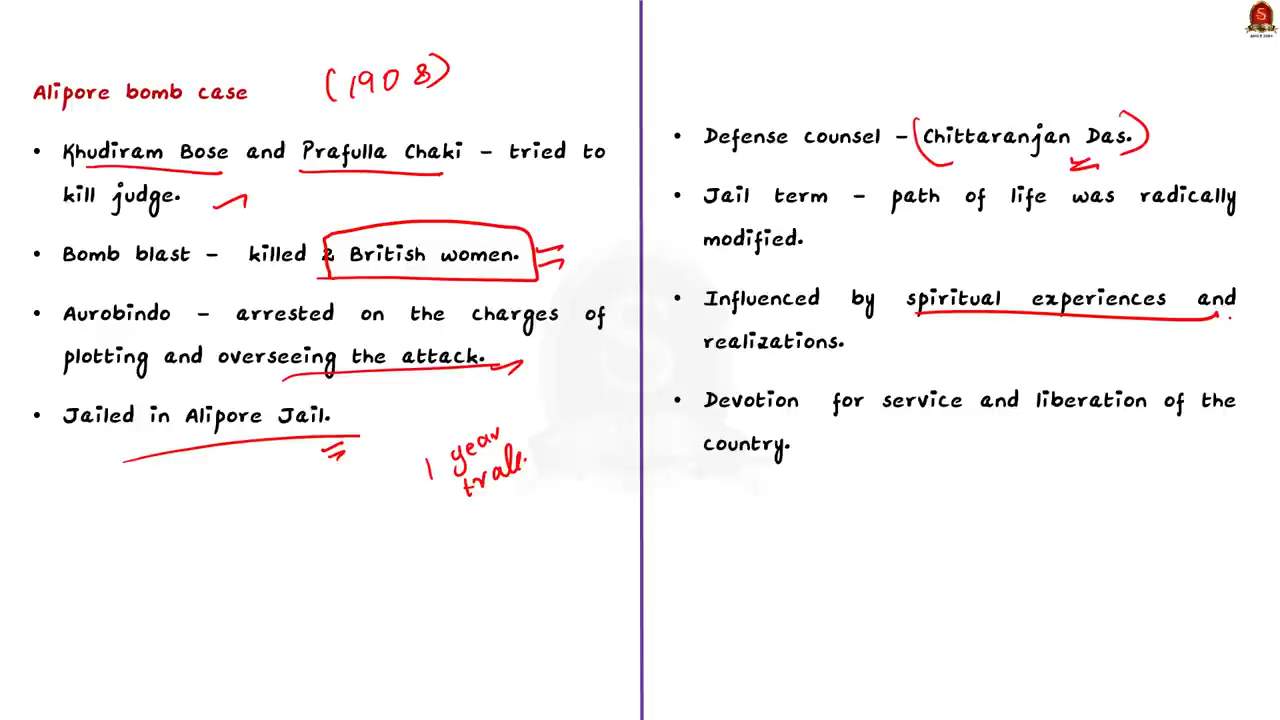 Alipore bomb case (1908)
• Khudiram Bose and Prafulla Chaki – tried to
kill judge.
• Bomb blast – killed 2 British women.
• Aurobindo – arrested on the charges of
plotting and overseeing the attack.
• Jailed in Alipore Jail.
1 year
• Defense counsel – (Chittaranjan Das.)
• Jail term – path of life was radically
modified.
• Influenced by spiritual experiences and
realizations.
• Devotion for service and liberation of the
country.